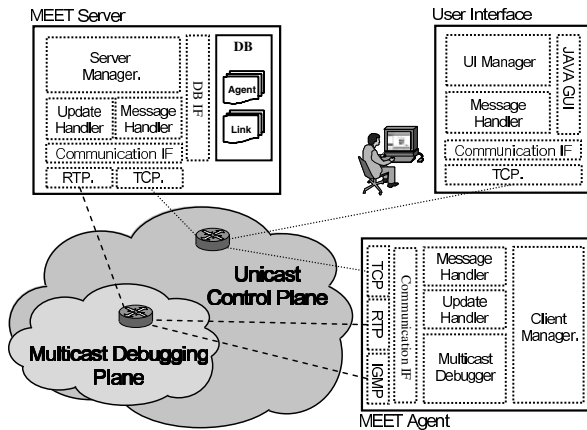 MEET Server
Server
Manager.
Update
Handler
Message
Handler
Communication IF
RTP.
TCP.
DB IF
DB
Agent
Link
User Interface
UI Manager
Message
Handler
JAVA GUI
Communication IF
TCP.
Unicast
Control Plane
Multicast Debugging
Plane
TCP
RTP
IGMP
Communication IF
Message
Handler
Update
Handler
Multicast
Debugger
Client
Manager.
MEET Agent